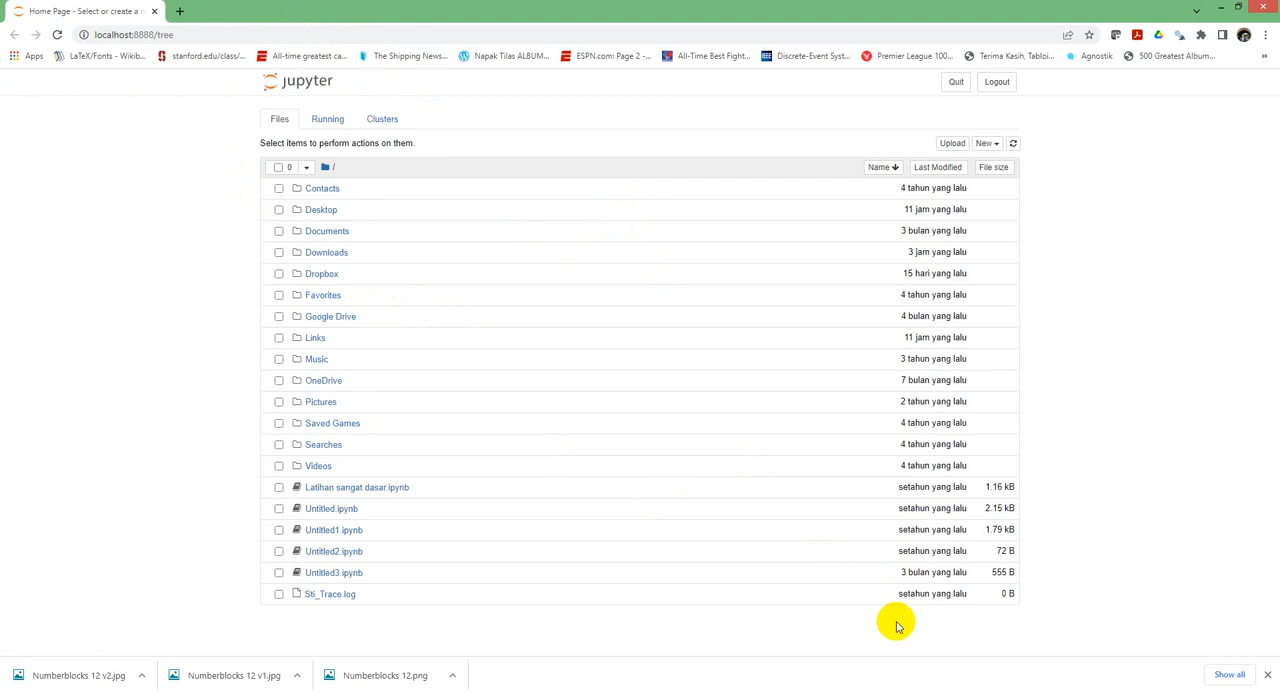 Home Page - Select or create a n
localhost:8888/tree
Apps LaTeX/Fonts - Wikib... stanford.edu/class/... All-time greatest ca... The Shipping News... Napak Tilas ALBUM... ESPN.com: Page 2 -... All-Time Best Fight... Discrete-Event Syst... Premier League 100... Terima Kasih, Tabloi... Agnostik 500 Greatest Album... »
jupyter Quit Logout
Files Running Clusters
Select items to perform actions on them. Upload New
0 / Name Last Modified File size
Contacts 4 tahun yang lalu
Desktop 11 jam yang lalu
Documents 3 bulan yang lalu
Downloads 3 jam yang lalu
Dropbox 15 hari yang lalu
Favorites 4 tahun yang lalu
Google Drive 4 bulan yang lalu
Links 11 jam yang lalu
Music 3 tahun yang lalu
OneDrive 7 bulan yang lalu
Pictures 2 tahun yang lalu
Saved Games 4 tahun yang lalu
Searches 4 tahun yang lalu
Videos 4 tahun yang lalu
Latihan sangat dasar.ipynb setahun yang lalu 1.16 kB
Untitled.ipynb setahun yang lalu 2.15 kB
Untitled1.ipynb setahun yang lalu 1.79 kB
Untitled2.ipynb setahun yang lalu 72 B
Untitled3.ipynb 3 bulan yang lalu 555 B
Sti_Trace.log setahun yang lalu 0 B
Numberblocks 12 v2.jpg Numberblocks 12 v1.jpg Numberblocks 12.png Show all